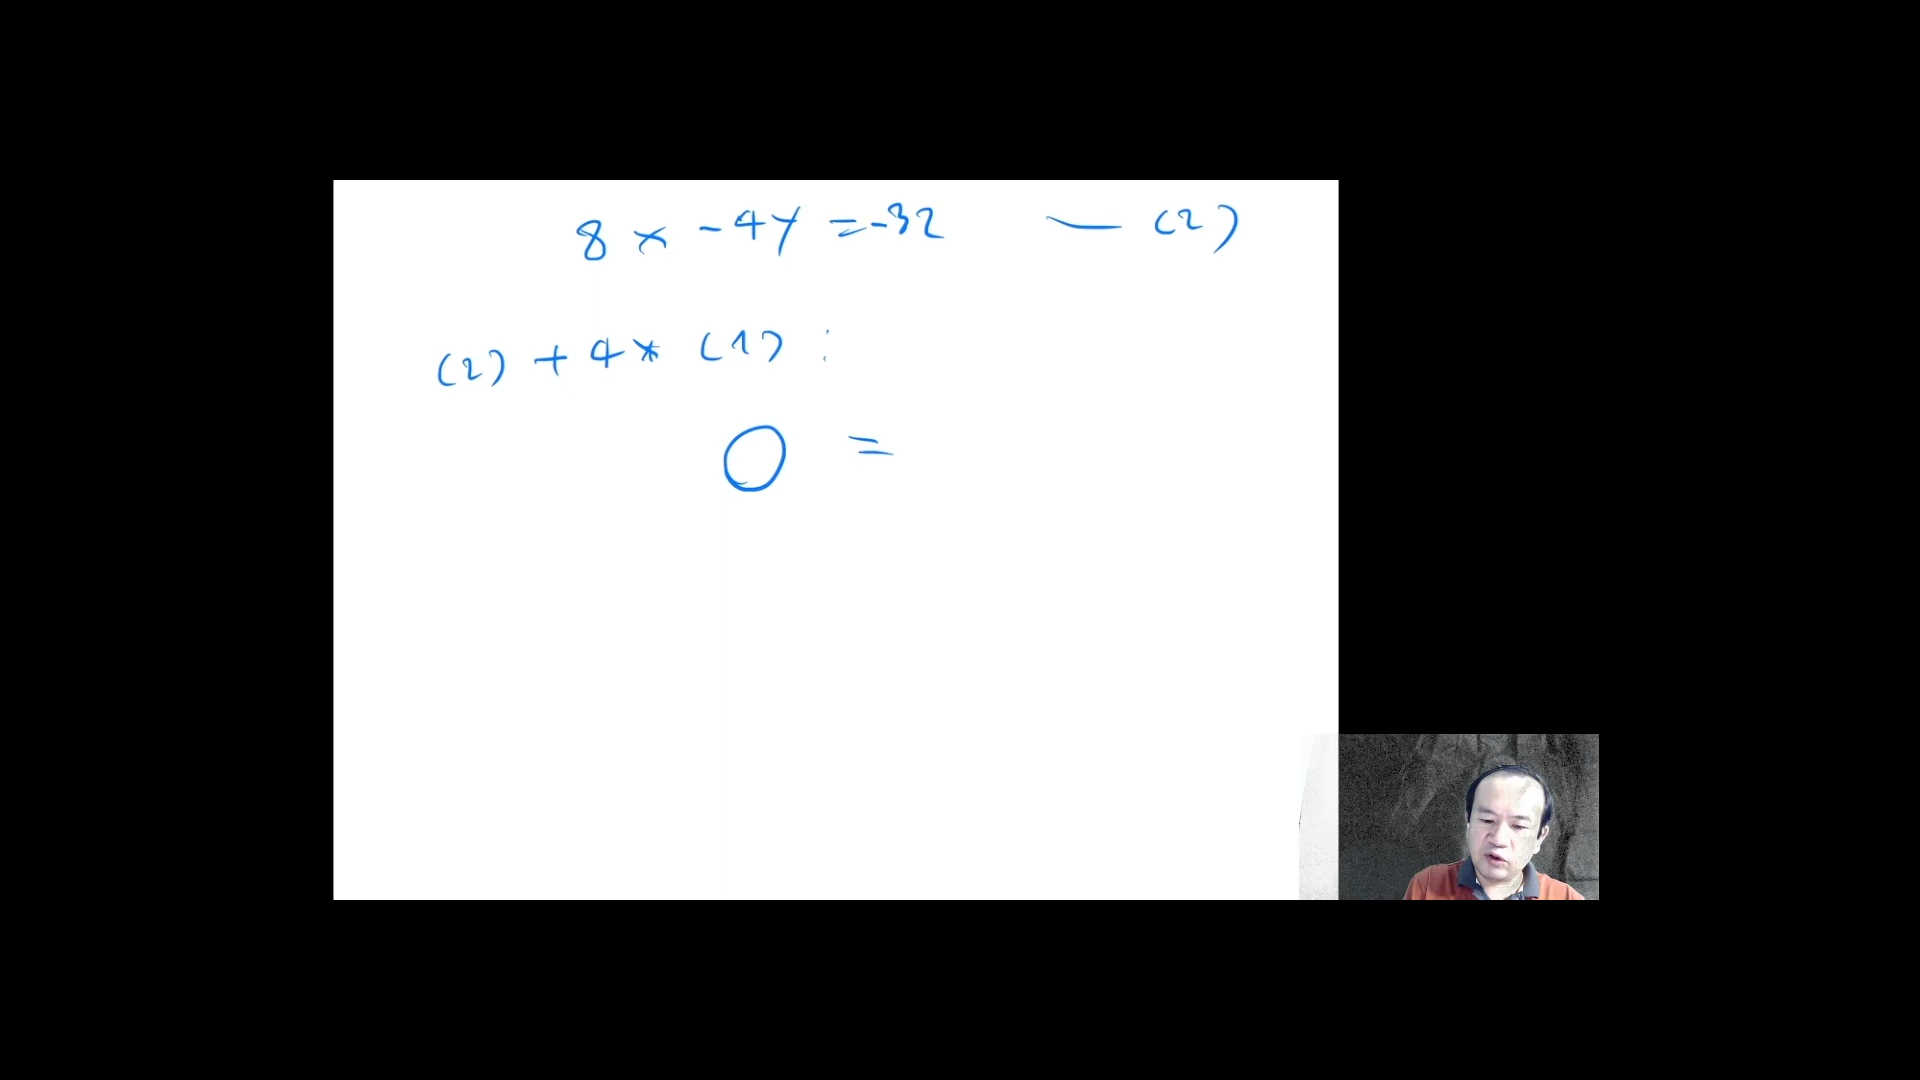 8x - 4y = -32 — (2)
(2) + 4 * (1) :
0 =